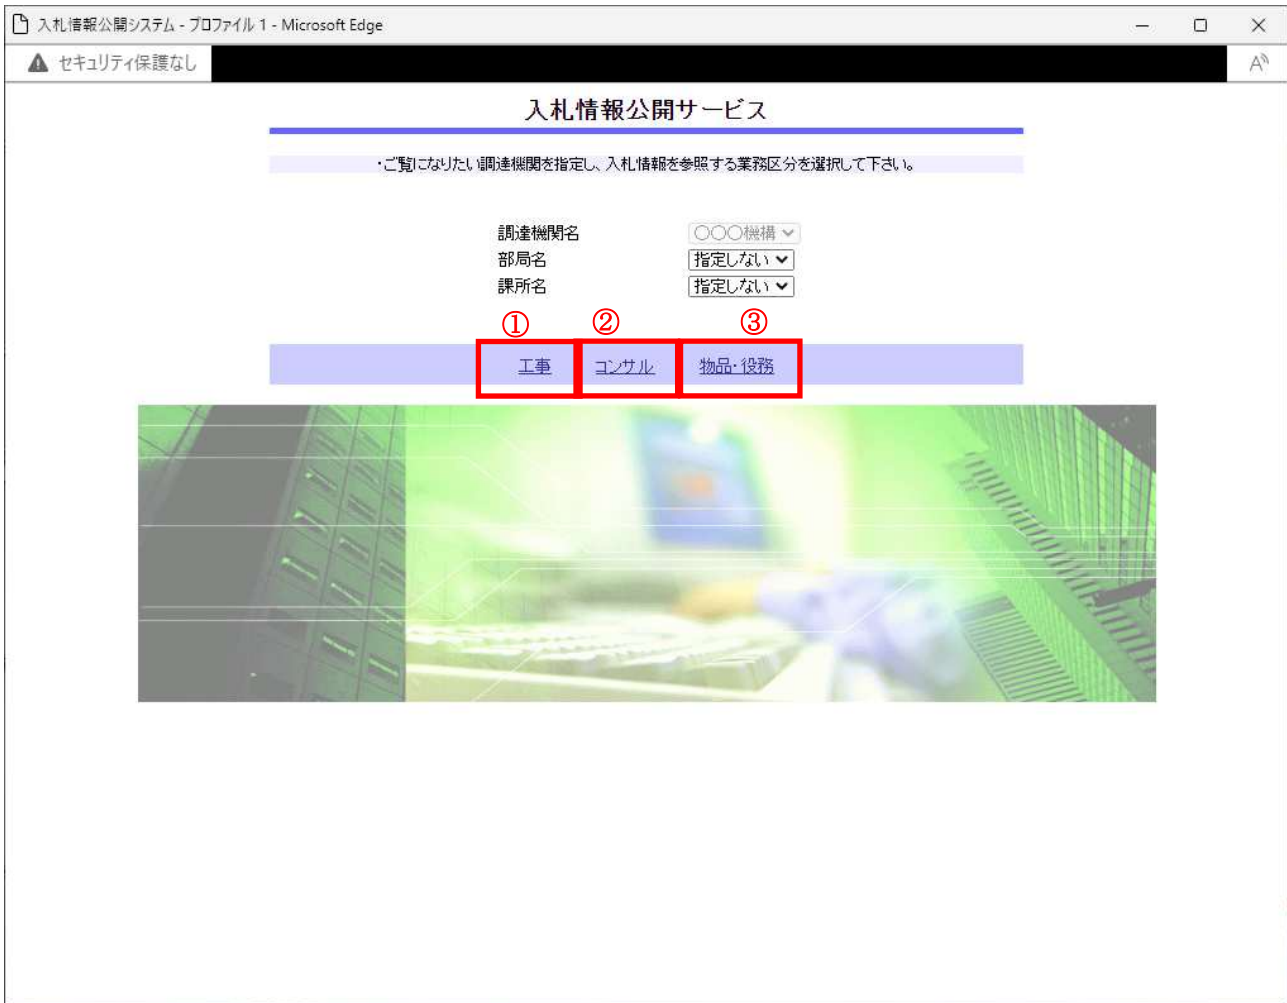 入札情報公開システム - プロファイル 1 - Microsoft Edge
セキュリティ保護なし
入札情報公開サービス
・ご覧になりたい調達機関を指定し、入札情報を参照する業務区分を選択して下さい。
調達機関名 〇〇〇機構
部局名 指定しない
課所名 指定しない
① ② ③
工事 コンサル 物品・役務